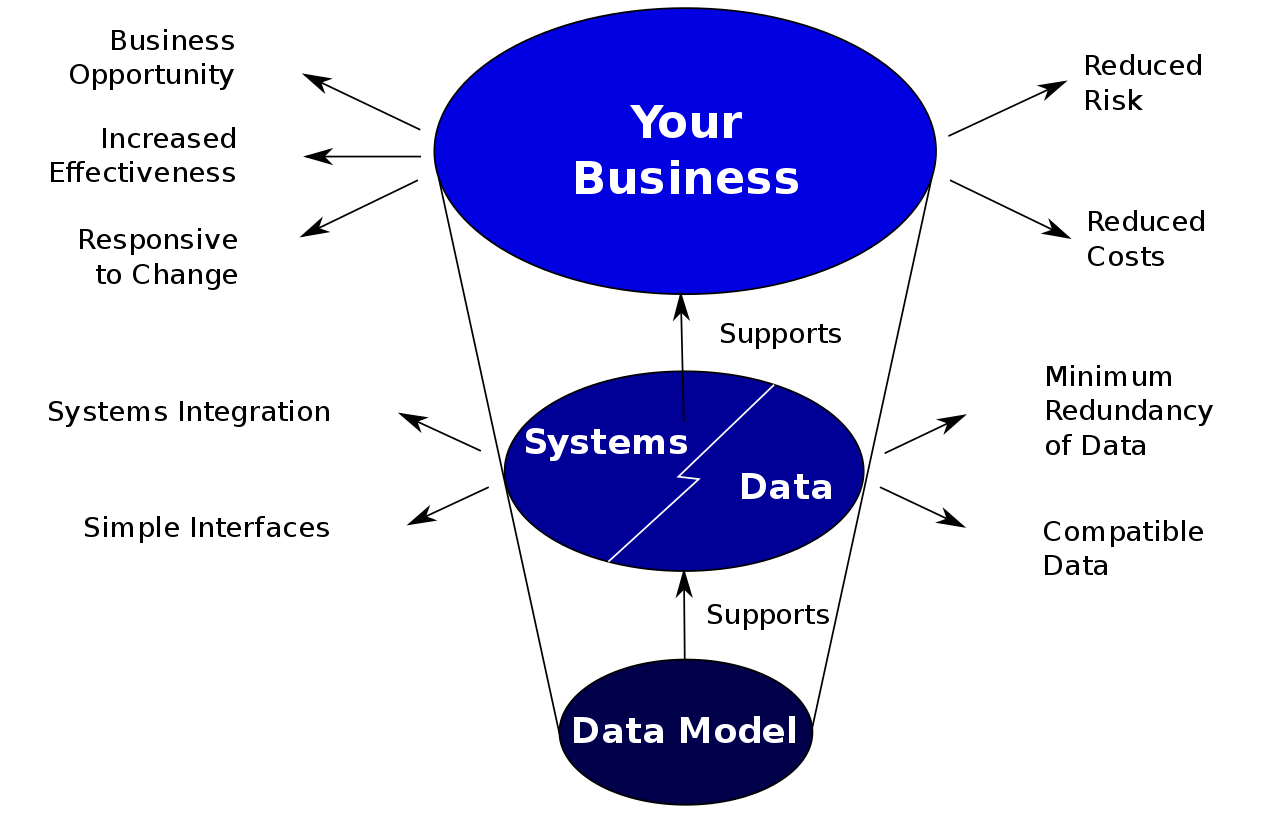 Business
Opportunity
Increased
Effectiveness
Responsive
to Change
Your
Business
Reduced
Risk
Reduced
Costs
Supports
Systems Integration
Simple Interfaces
Systems
Data
Minimum
Redundancy
of Data
Compatible
Data
Supports
Data Model